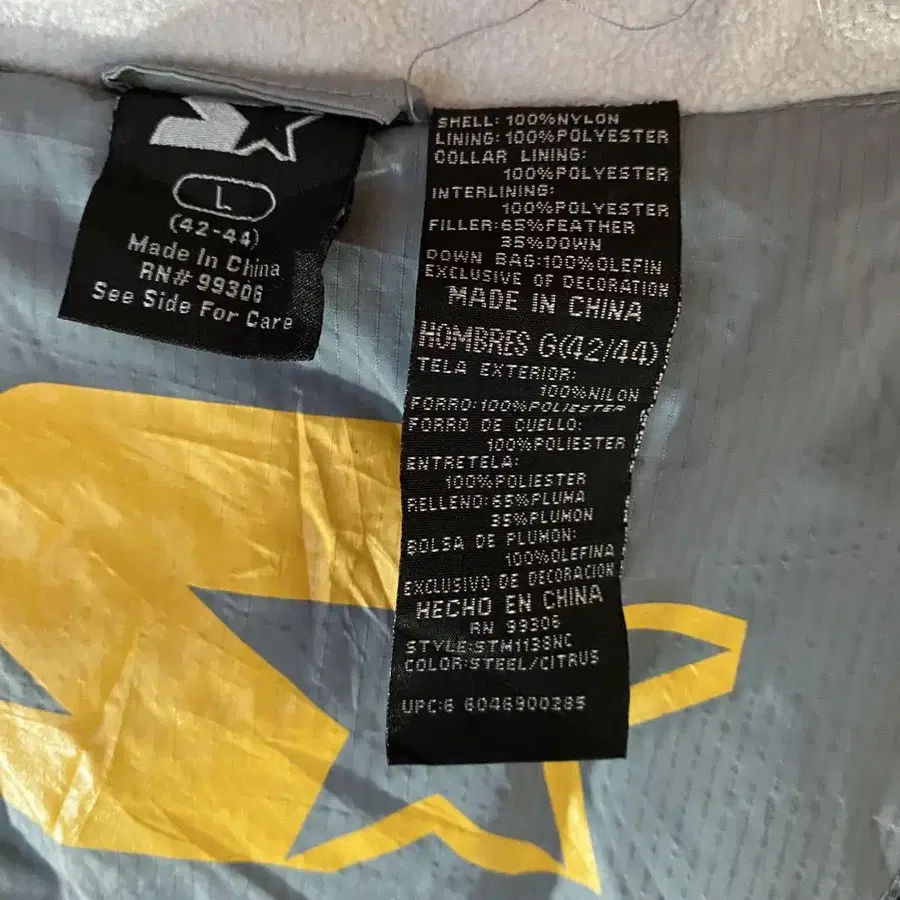 L
(42-44)
Made In China
RN# 99306
See Side For Care
SHELL: 100%NYLON
LINING: 100%POLYESTER
COLLAR LINING:
100%POLYESTER
INTERLINING:
100%POLYESTER
FILLER: 65%FEATHER
35%DOWN
DOWN BAG: 100%OLEFIN
EXCLUSIVE OF DECORATION
MADE IN CHINA
HOMBRES G(42/44)
TELA EXTERIOR:
100%NILON
FORRO: 100%POLIESTER
FORRO DE CUELLO:
100%POLIESTER
ENTRETELA:
100%POLIESTER
RELLENO: 65%PLUMA
35%PLUMON
BOLSA DE PLUMON:
100%OLEFINA
EXCLUSIVO DE DECORACION
HECHO EN CHINA
RN 99306
STYLE:STM1138NC
COLOR:STEEL/CITRUS
UPC:6 6046900285